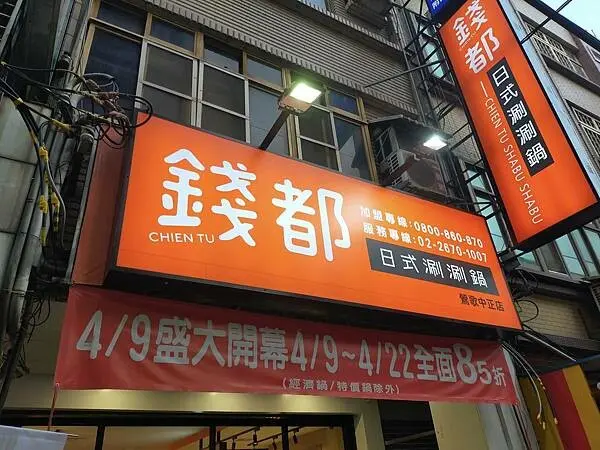 錢都
CHIEN TU
加盟專線:0800-860-870
服務專線:02-2670-1007
日式涮涮鍋
鶯歌中正店
4/9盛大開幕4/9~4/22全面85折
(經濟鍋/特價鍋除外)
錢都
日式涮涮鍋
CHIEN TU SHABU SHABU